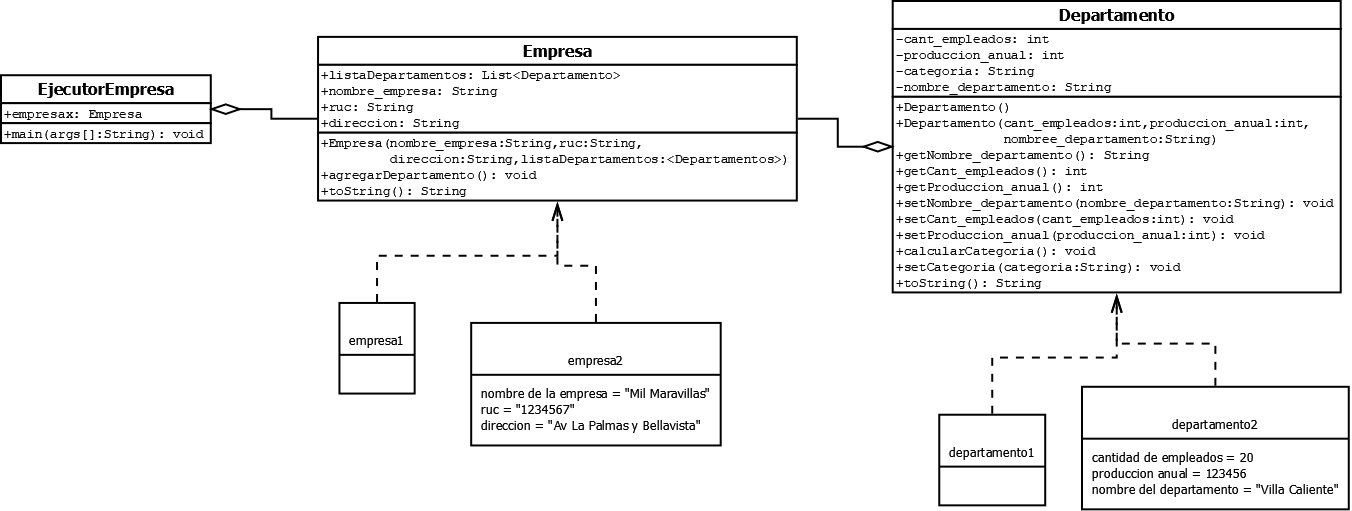 EjecutorEmpresa
+empresax: Empresa
+main(args[]:String): void
Empresa
+listaDepartamentos: List<Departamento>
+nombre_empresa: String
+ruc: String
+direccion: String
+Empresa(nombre_empresa:String,ruc:String,
direccion:String,listaDepartamentos:<Departamentos>)
+agregarDepartamento(): void
+toString(): String
Departamento
-cant_empleados: int
-produccion_anual: int
-categoria: String
-nombre_departamento: String
+Departamento()
+Departamento(cant_empleados:int,produccion_anual:int,
nombree_departamento:String)
+getNombre_departamento(): String
+getCant_empleados(): int
+getProduccion_anual(): int
+setNombre_departamento(nombre_departamento:String): void
+setCant_empleados(cant_empleados:int): void
+setProduccion_anual(produccion_anual:int): void
+calcularCategoria(): void
+setCategoria(categoria:String): void
+toString(): String
empresa1
empresa2
nombre de la empresa = "Mil Maravillas"
ruc = "1234567"
direccion = "Av La Palmas y Bellavista"
departamento1
departamento2
cantidad de empleados = 20
produccion anual = 123456
nombre del departamento = "Villa Caliente"